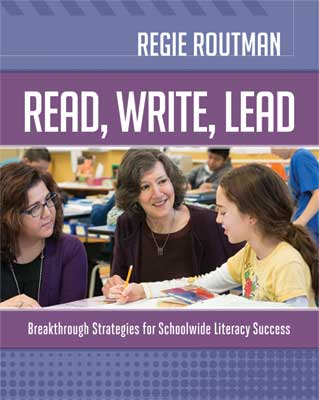 REGIE ROUTMAN
READ, WRITE, LEAD
Breakthrough Strategies for Schoolwide Literacy Success